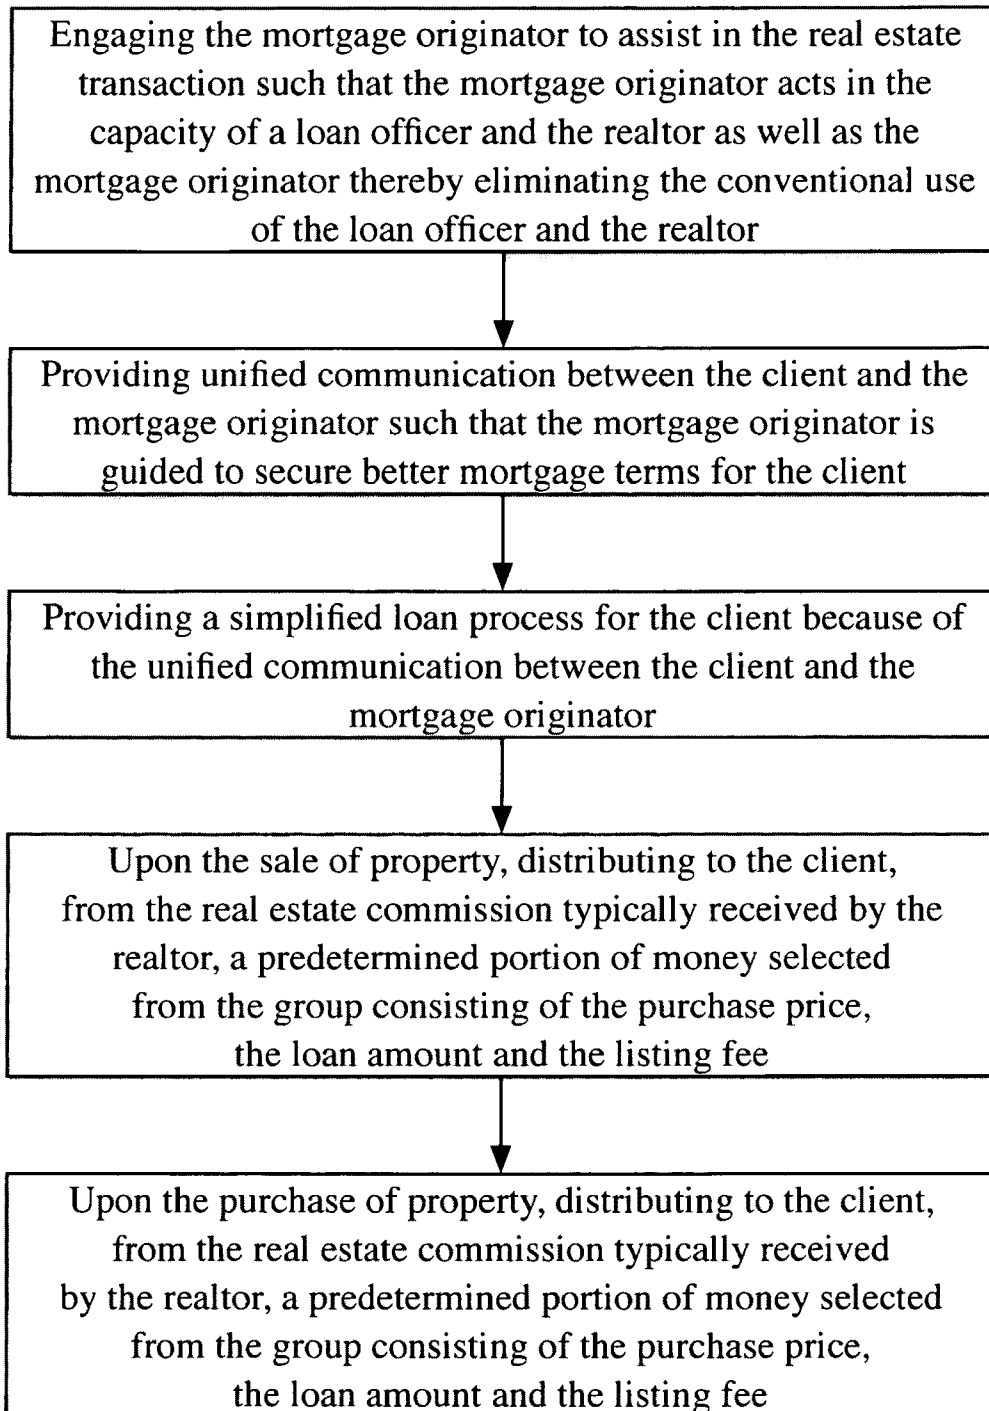 Engaging the mortgage originator to assist in the real estate
transaction such that the mortgage originator acts in the
capacity of a loan officer and the realtor as well as the
mortgage originator thereby eliminating the conventional use
of the loan officer and the realtor
Providing unified communication between the client and the
mortgage originator such that the mortgage originator is
guided to secure better mortgage terms for the client
Providing a simplified loan process for the client because of
the unified communication between the client and the
mortgage originator
Upon the sale of property, distributing to the client,
from the real estate commission typically received by the
realtor, a predetermined portion of money selected
from the group consisting of the purchase price,
the loan amount and the listing fee
Upon the purchase of property, distributing to the client,
from the real estate commission typically received
by the realtor, a predetermined portion of money selected
from the group consisting of the purchase price,
the loan amount and the listing fee